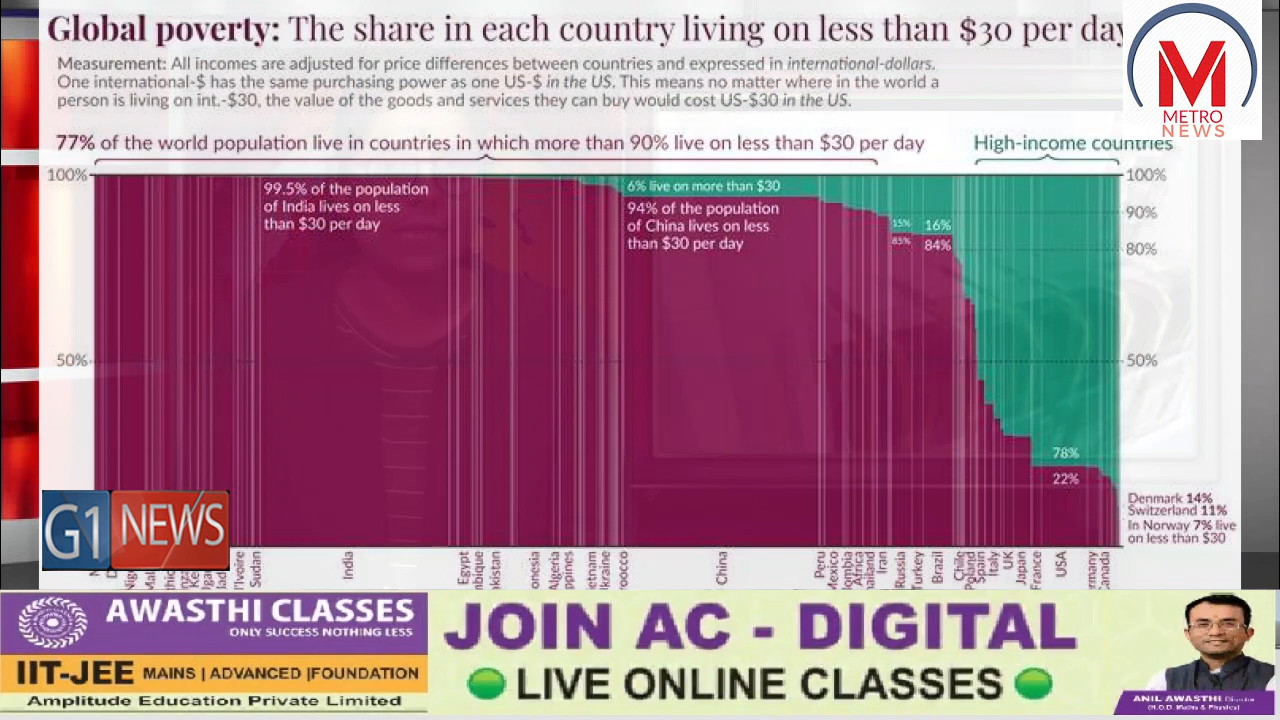 Global poverty: The share in each country living on less than $30 per day
Measurement: All incomes are adjusted for price differences between countries and expressed in international-dollars.
One international-$ has the same purchasing power as one US-$ in the US. This means no matter where in the world a
person is living on int.-$30, the value of the goods and services they can buy would cost US-$30 in the US.
M
METRO
NEWS
77% of the world population live in countries in which more than 90% live on less than $30 per day
High-income countries
100%
100%
99.5% of the population
of India lives on less
than $30 per day
6% live on more than $30
94% of the population
of China lives on less
than $30 per day
15%
85%
16%
84%
90%
80%
50%
50%
78%
22%
Denmark 14%
Switzerland 11%
In Norway 7% live
on less than $30
G1 NEWS
Sudan
India
Egypt
China
Peru
Mexico
Iran
Russia
Turkey
Brazil
Chile
Poland
Spain
Italy
UK
Japan
France
USA
AWASTHI CLASSES
ONLY SUCCESS NOTHING LESS
IIT-JEE MAINS | ADVANCED |FOUNDATION
Amplitude Education Private Limited
JOIN AC - DIGITAL
LIVE ONLINE CLASSES
ANIL AWASTHI Director
(H.O.D. Maths & Physics)